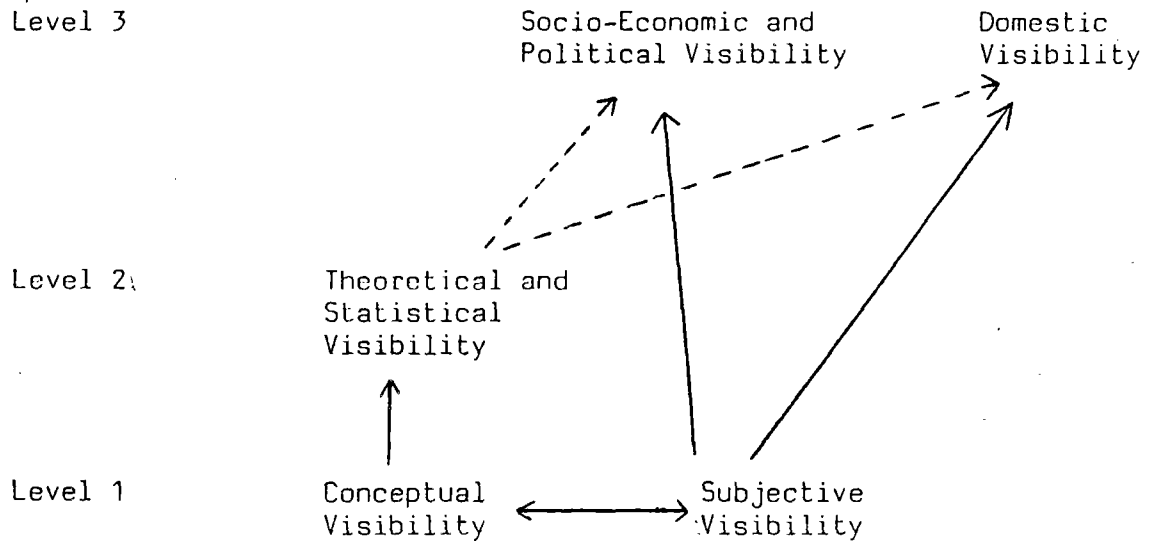 Level 3
Socio-Economic and
Political Visibility
Domestic
Visibility
Level 2
Theoretical and
Statistical
Visibility
Level 1
Conceptual
Visibility
Subjective
Visibility